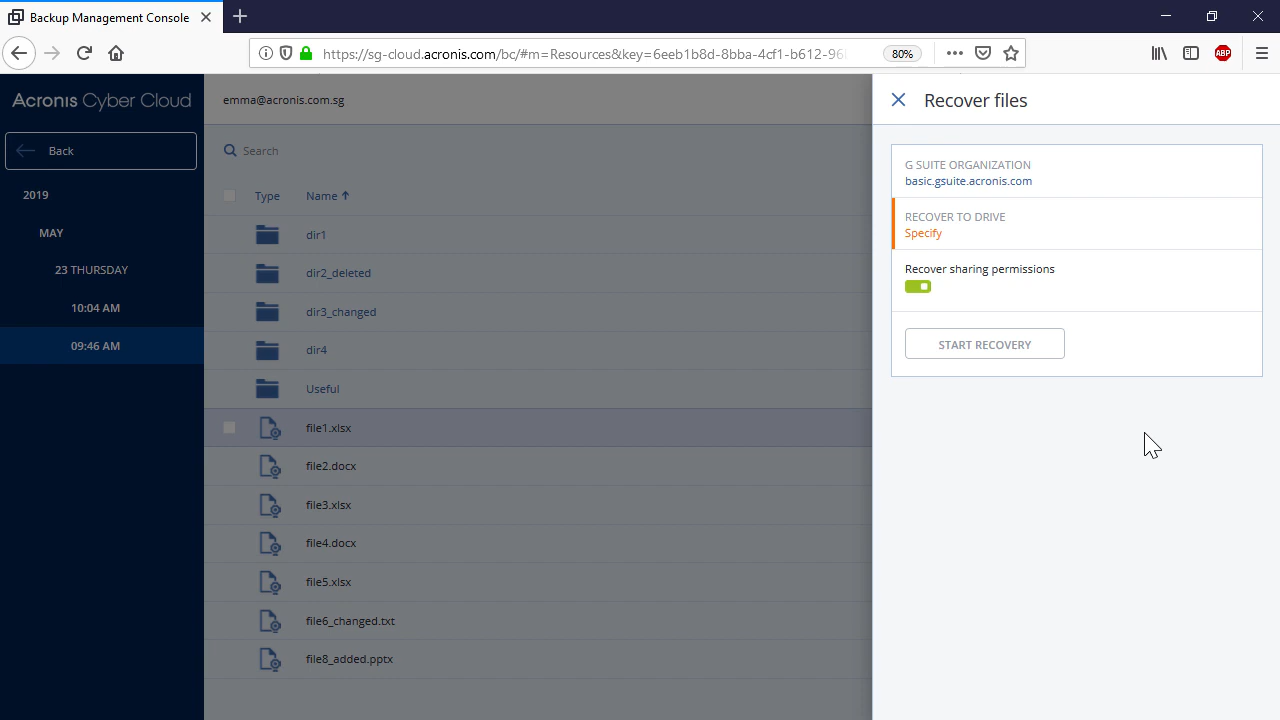 Backup Management Console
https://sg-cloud.acronis.com/bc/#m=Resources&key=6eeb1b8d-8bba-4cf1-b612-96
80%
ABP
Acronis Cyber Cloud
Back
2019
MAY
23 THURSDAY
10:04 AM
09:46 AM
emma@acronis.com.sg
Search
Type Name
dir1
dir2_deleted
dir3_changed
dir4
Useful
file1.xlsx
file2.docx
file3.xlsx
file4.docx
file5.xlsx
file6_changed.txt
file8_added.pptx
Recover files
G SUITE ORGANIZATION
basic.gsuite.acronis.com
RECOVER TO DRIVE
Specify
Recover sharing permissions
START RECOVERY